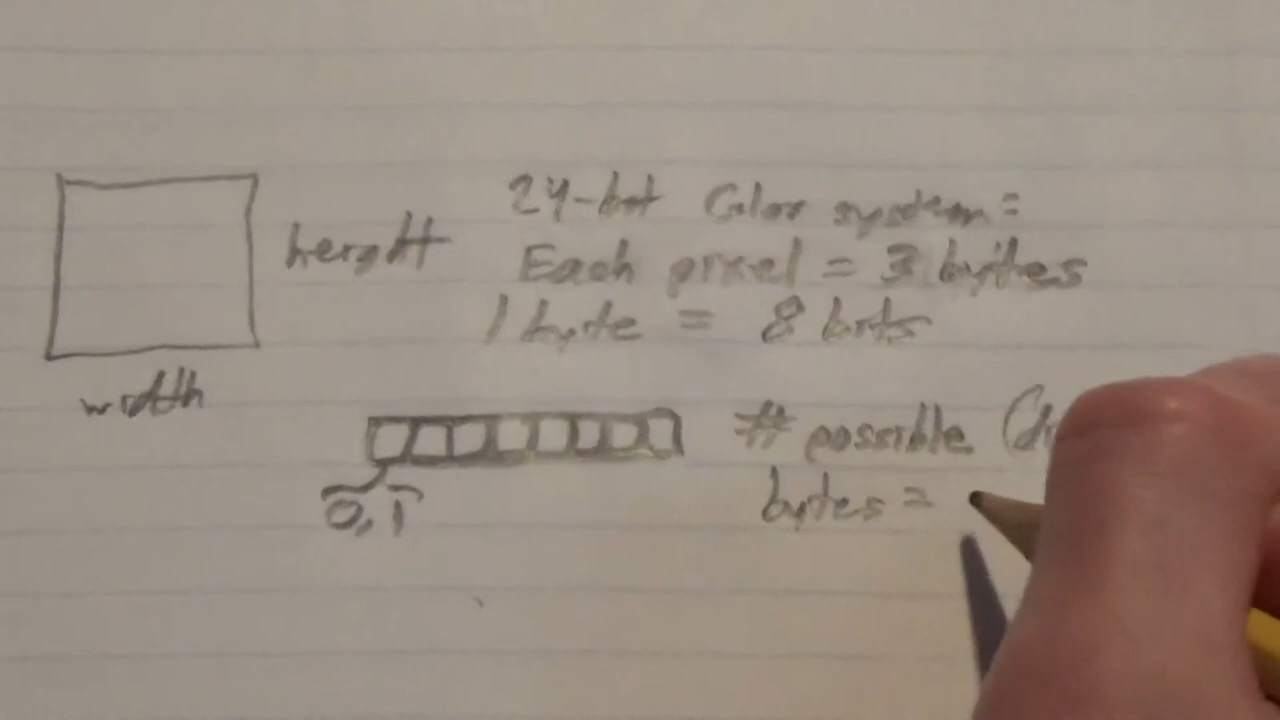 24-bit Color system:
Each pixel = 3 bytes
height
1 byte = 8 bits
width
# possible
bytes =
0,1